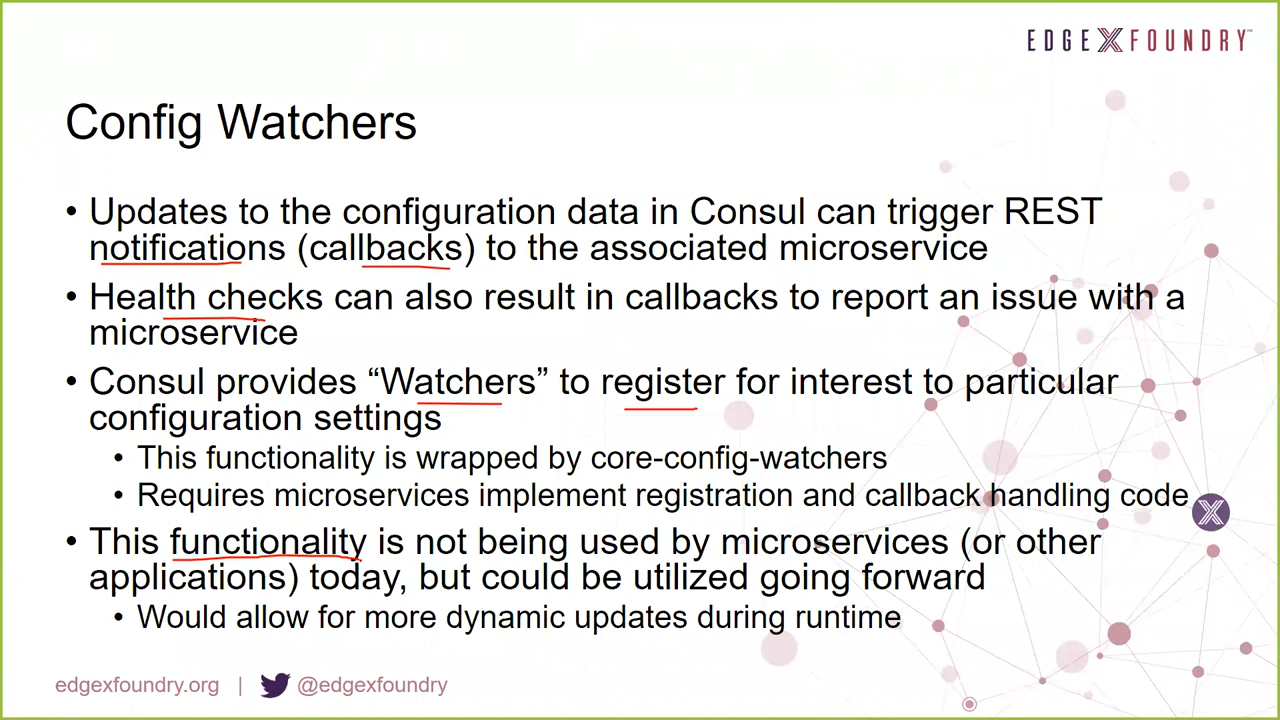 EDGE X FOUNDRY™
Config Watchers
• Updates to the configuration data in Consul can trigger REST
notifications (callbacks) to the associated microservice
• Health checks can also result in callbacks to report an issue with a
microservice
• Consul provides “Watchers” to register for interest to particular
configuration settings
• This functionality is wrapped by core-config-watchers
• Requires microservices implement registration and callback handling code
• This functionality is not being used by microservices (or other
applications) today, but could be utilized going forward
• Would allow for more dynamic updates during runtime
edgexfoundry.org | @edgexfoundry